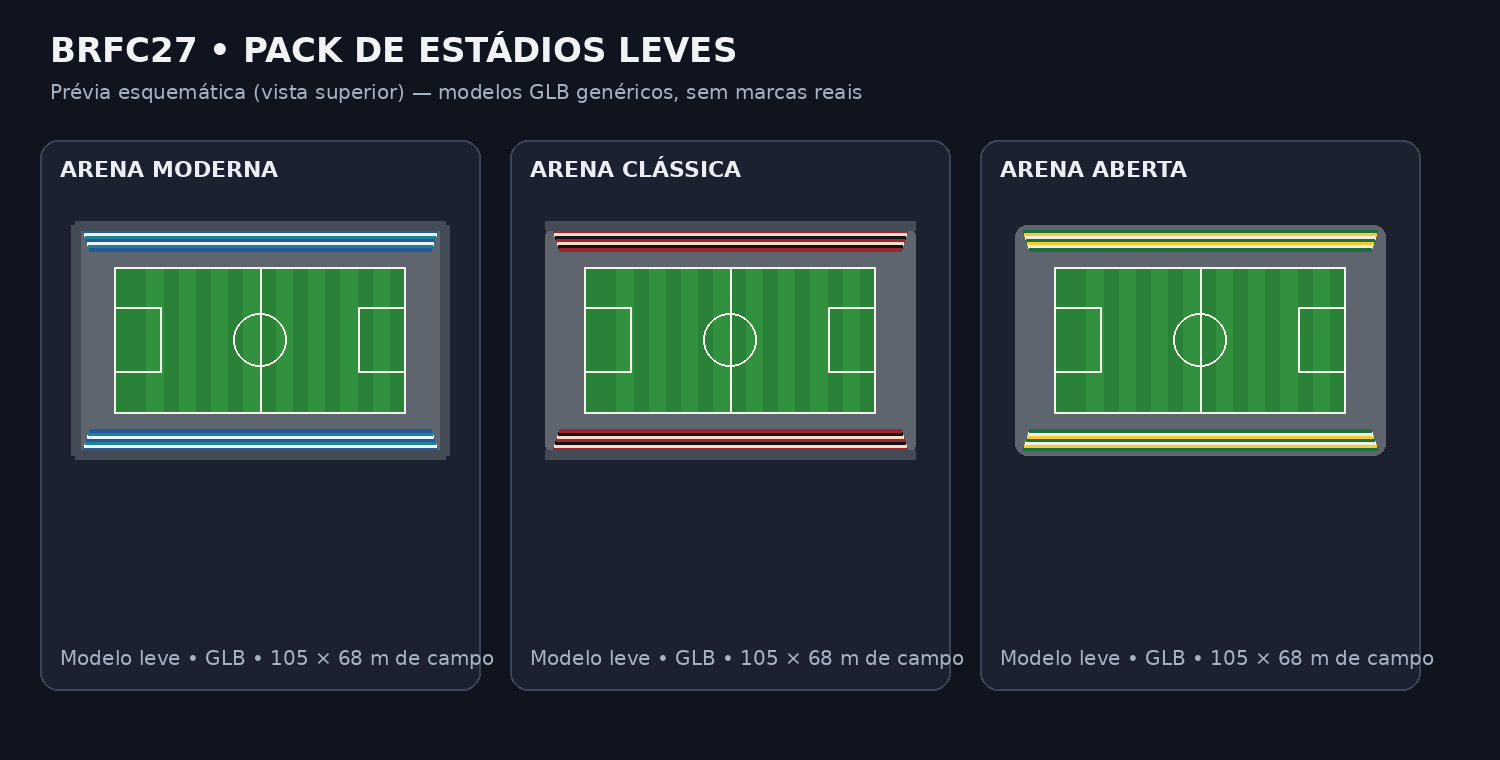 BRFC27 • PACK DE ESTÁDIOS LEVES
Prévia esquemática (vista superior) — modelos GLB genéricos, sem marcas reais
ARENA MODERNA
Modelo leve • GLB • 105 × 68 m de campo
ARENA CLÁSSICA
Modelo leve • GLB • 105 × 68 m de campo
ARENA ABERTA
Modelo leve • GLB • 105 × 68 m de campo